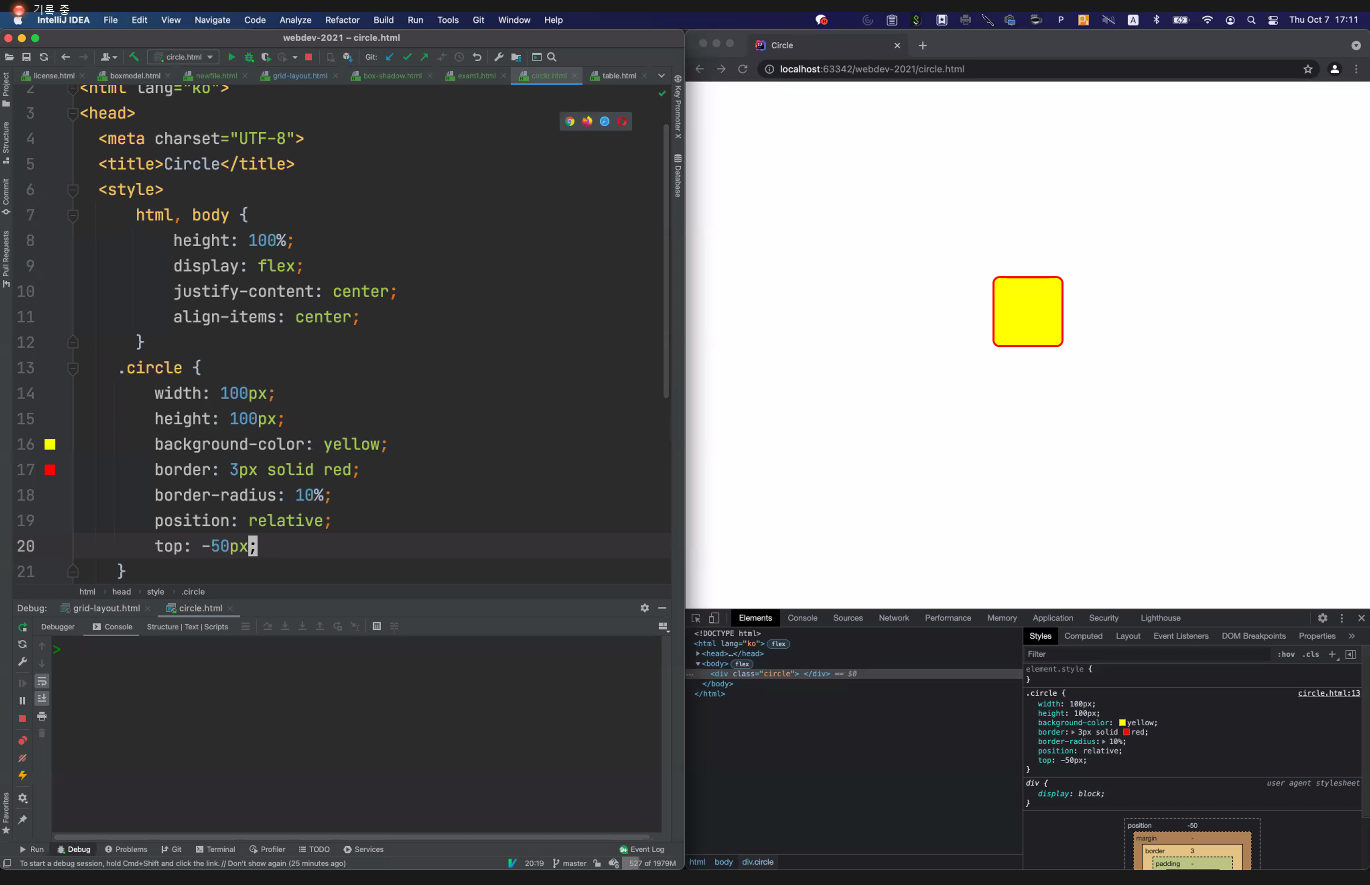 기록 중
IntelliJ IDEA File Edit View Navigate Code Analyze Refactor Build Run Tools Git Window Help
Thu Oct 7 17:11
webdev-2021 – circle.html
circle.html Git:
license.html boxmodel.html newfile.html grid-layout.html box-shadow.html exam1.html circle.html table.html
2 <html lang="ko">
3 <head>
4 <meta charset="UTF-8">
5 <title>Circle</title>
6 <style>
7 html, body {
8 height: 100%;
9 display: flex;
10 justify-content: center;
11 align-items: center;
12 }
13 .circle {
14 width: 100px;
15 height: 100px;
16 background-color: yellow;
17 border: 3px solid red;
18 border-radius: 10%;
19 position: relative;
20 top: -50px;
21 }
html head style .circle
Project
Structure
Commit
Pull Requests
Favorites
Key Promoter X
Database
Debug: grid-layout.html circle.html
Debugger Console Structure | Text | Scripts
>
Run Debug Problems Git Terminal Profiler TODO Services Event Log
To start a debug session, hold Cmd+Shift and click the link. // Don't show again (25 minutes ago) 20:19 master 527 of 1979M
Circle
localhost:63342/webdev-2021/circle.html
Elements Console Sources Network Performance Memory Application Security Lighthouse
<!DOCTYPE html>
<html lang="ko"> flex
<head>…</head>
<body> flex
<div class="circle"> </div> == $0
</body>
</html>
html body div.circle
Styles Computed Layout Event Listeners DOM Breakpoints Properties »
Filter :hov .cls +
element.style {
}
.circle { circle.html:13
width: 100px;
height: 100px;
background-color: yellow;
border: 3px solid red;
border-radius: 10%;
position: relative;
top: -50px;
}
div { user agent stylesheet
display: block;
}
position -50
margin -
border 3
padding -